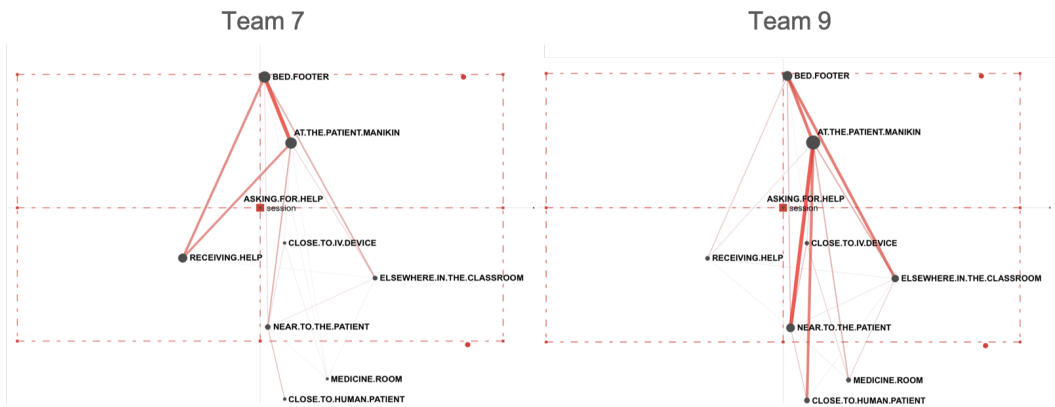 Team 7
BED.FOOTER
AT.THE.PATIENT.MANIKIN
ASKING.FOR.HELP
session
CLOSE.TO.IV.DEVICE
RECEIVING.HELP
ELSEWHERE.IN.THE.CLASSROOM
NEAR.TO.THE.PATIENT
MEDICINE.ROOM
CLOSE.TO.HUMAN.PATIENT
Team 9
BED.FOOTER
AT.THE.PATIENT.MANIKIN
ASKING.FOR.HELP
session
CLOSE.TO.IV.DEVICE
RECEIVING.HELP
ELSEWHERE.IN.THE.CLASSROOM
NEAR.TO.THE.PATIENT
MEDICINE.ROOM
CLOSE.TO.HUMAN.PATIENT